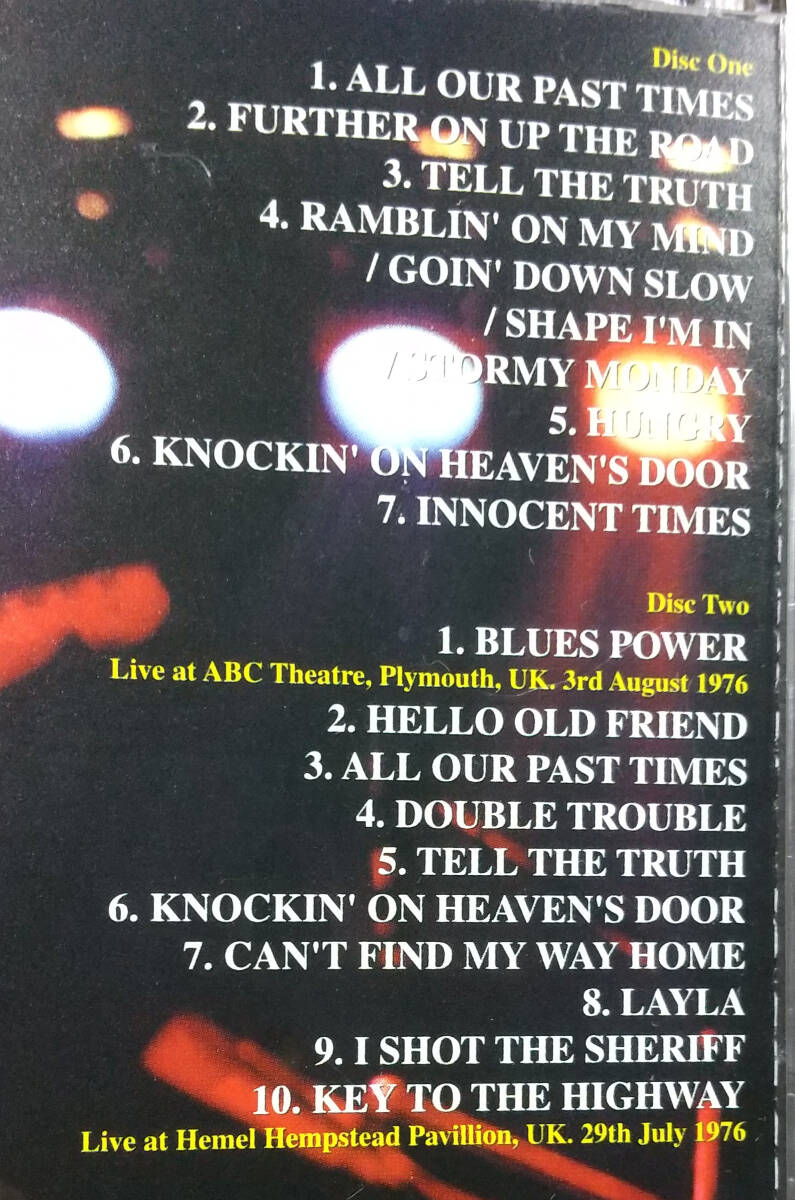 Disc One
1. ALL OUR PAST TIMES
2. FURTHER ON UP THE ROAD
3. TELL THE TRUTH
4. RAMBLIN' ON MY MIND
/ GOIN' DOWN SLOW
/ SHAPE I'M IN
/ STORMY MONDAY
5. HUNGRY
6. KNOCKIN' ON HEAVEN'S DOOR
7. INNOCENT TIMES
Disc Two
1. BLUES POWER
Live at ABC Theatre, Plymouth, UK. 3rd August 1976
2. HELLO OLD FRIEND
3. ALL OUR PAST TIMES
4. DOUBLE TROUBLE
5. TELL THE TRUTH
6. KNOCKIN' ON HEAVEN'S DOOR
7. CAN'T FIND MY WAY HOME
8. LAYLA
9. I SHOT THE SHERIFF
10. KEY TO THE HIGHWAY
Live at Hemel Hempstead Pavillion, UK. 29th July 1976